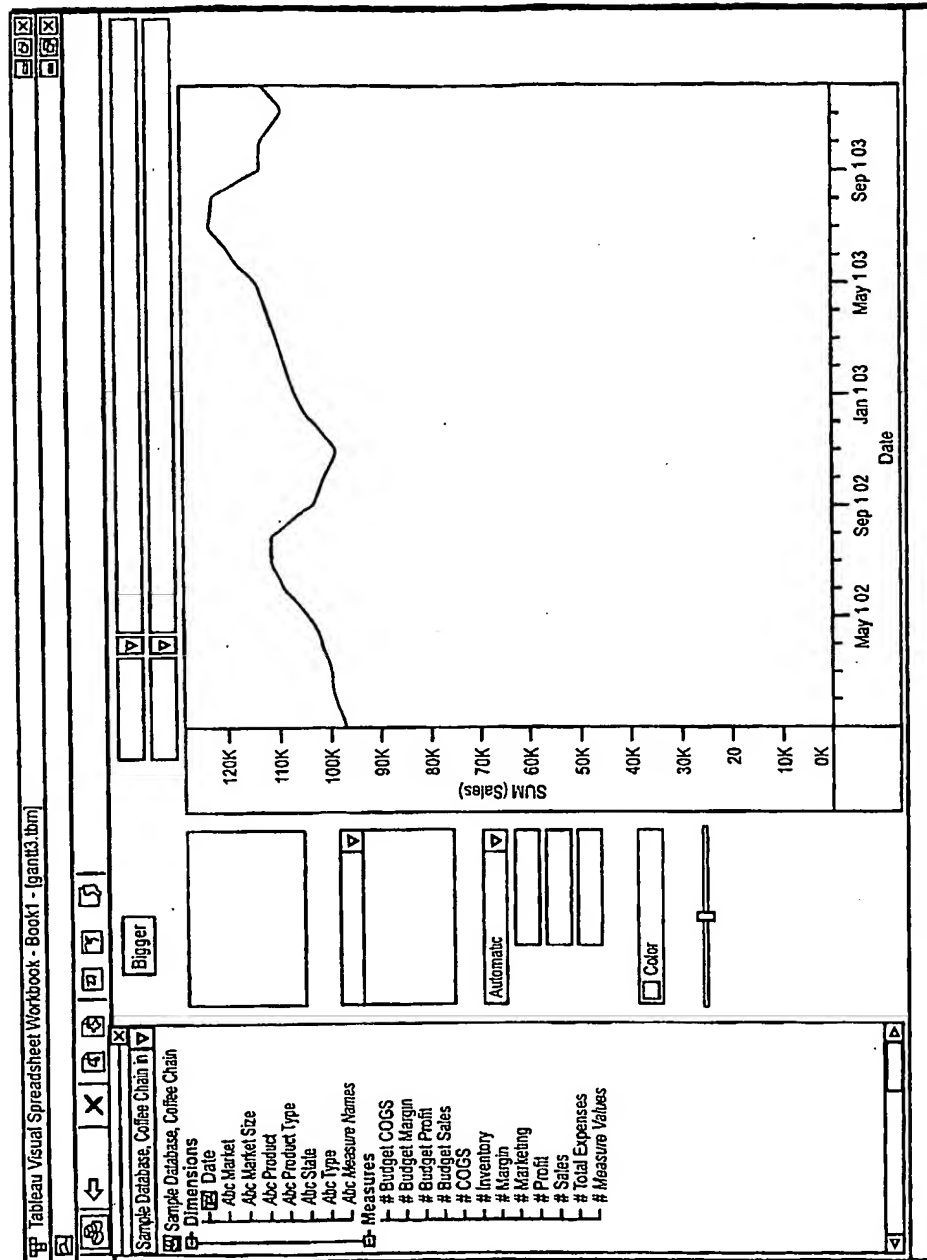 Tableau Visual Spreadsheet Workbook - Book1 - [gantt3.tbm]
Sample Database, Coffee Chain in
Sample Database, Coffee Chain
Dimensions
Date
Abc Market
Abc Market Size
Abc Product
Abc Product Type
Abc State
Abc Type
Abc Measure Names
Measures
# Budget COGS
# Budget Margin
# Budget Profit
# Budget Sales
# COGS
# Inventory
# Margin
# Marketing
# Profit
# Sales
# Total Expenses
# Measure Values
Bigger
Automatic
Color
SUM (Sales)
120K
110K
100K
90K
80K
70K
60K
50K
40K
30K
20
10K
0K
May 1 02
Sep 1 02
Jan 1 03
May 1 03
Sep 1 03
Date